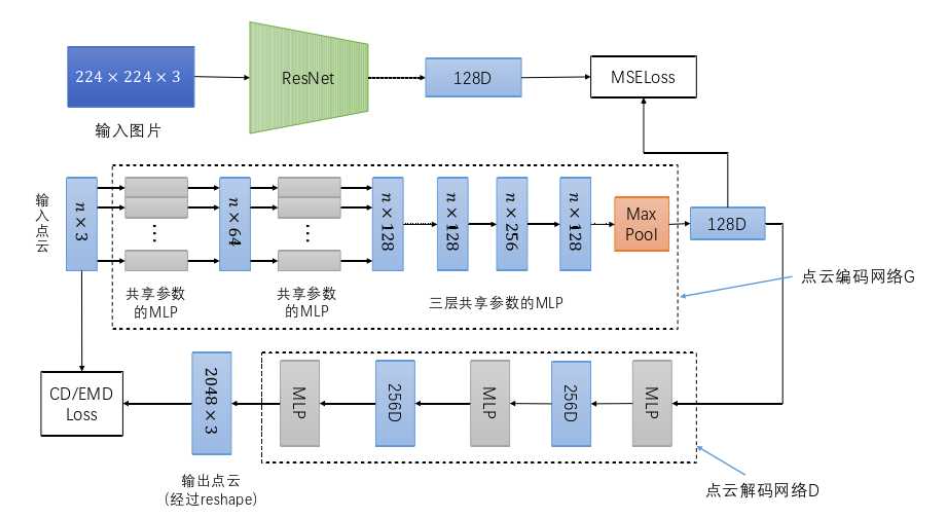 224 × 224 × 3
ResNet
128D
MSELoss
输入图片
输入点云
n × 3
...
n × 64
...
n × 128
n × 128
n × 256
n × 128
Max
Pool
128D
共享参数
的MLP
共享参数
的MLP
三层共享参数的MLP
点云编码网络G
CD/EMD
Loss
2048 × 3
MLP
256D
MLP
256D
MLP
输出点云
(经过reshape)
点云解码网络D